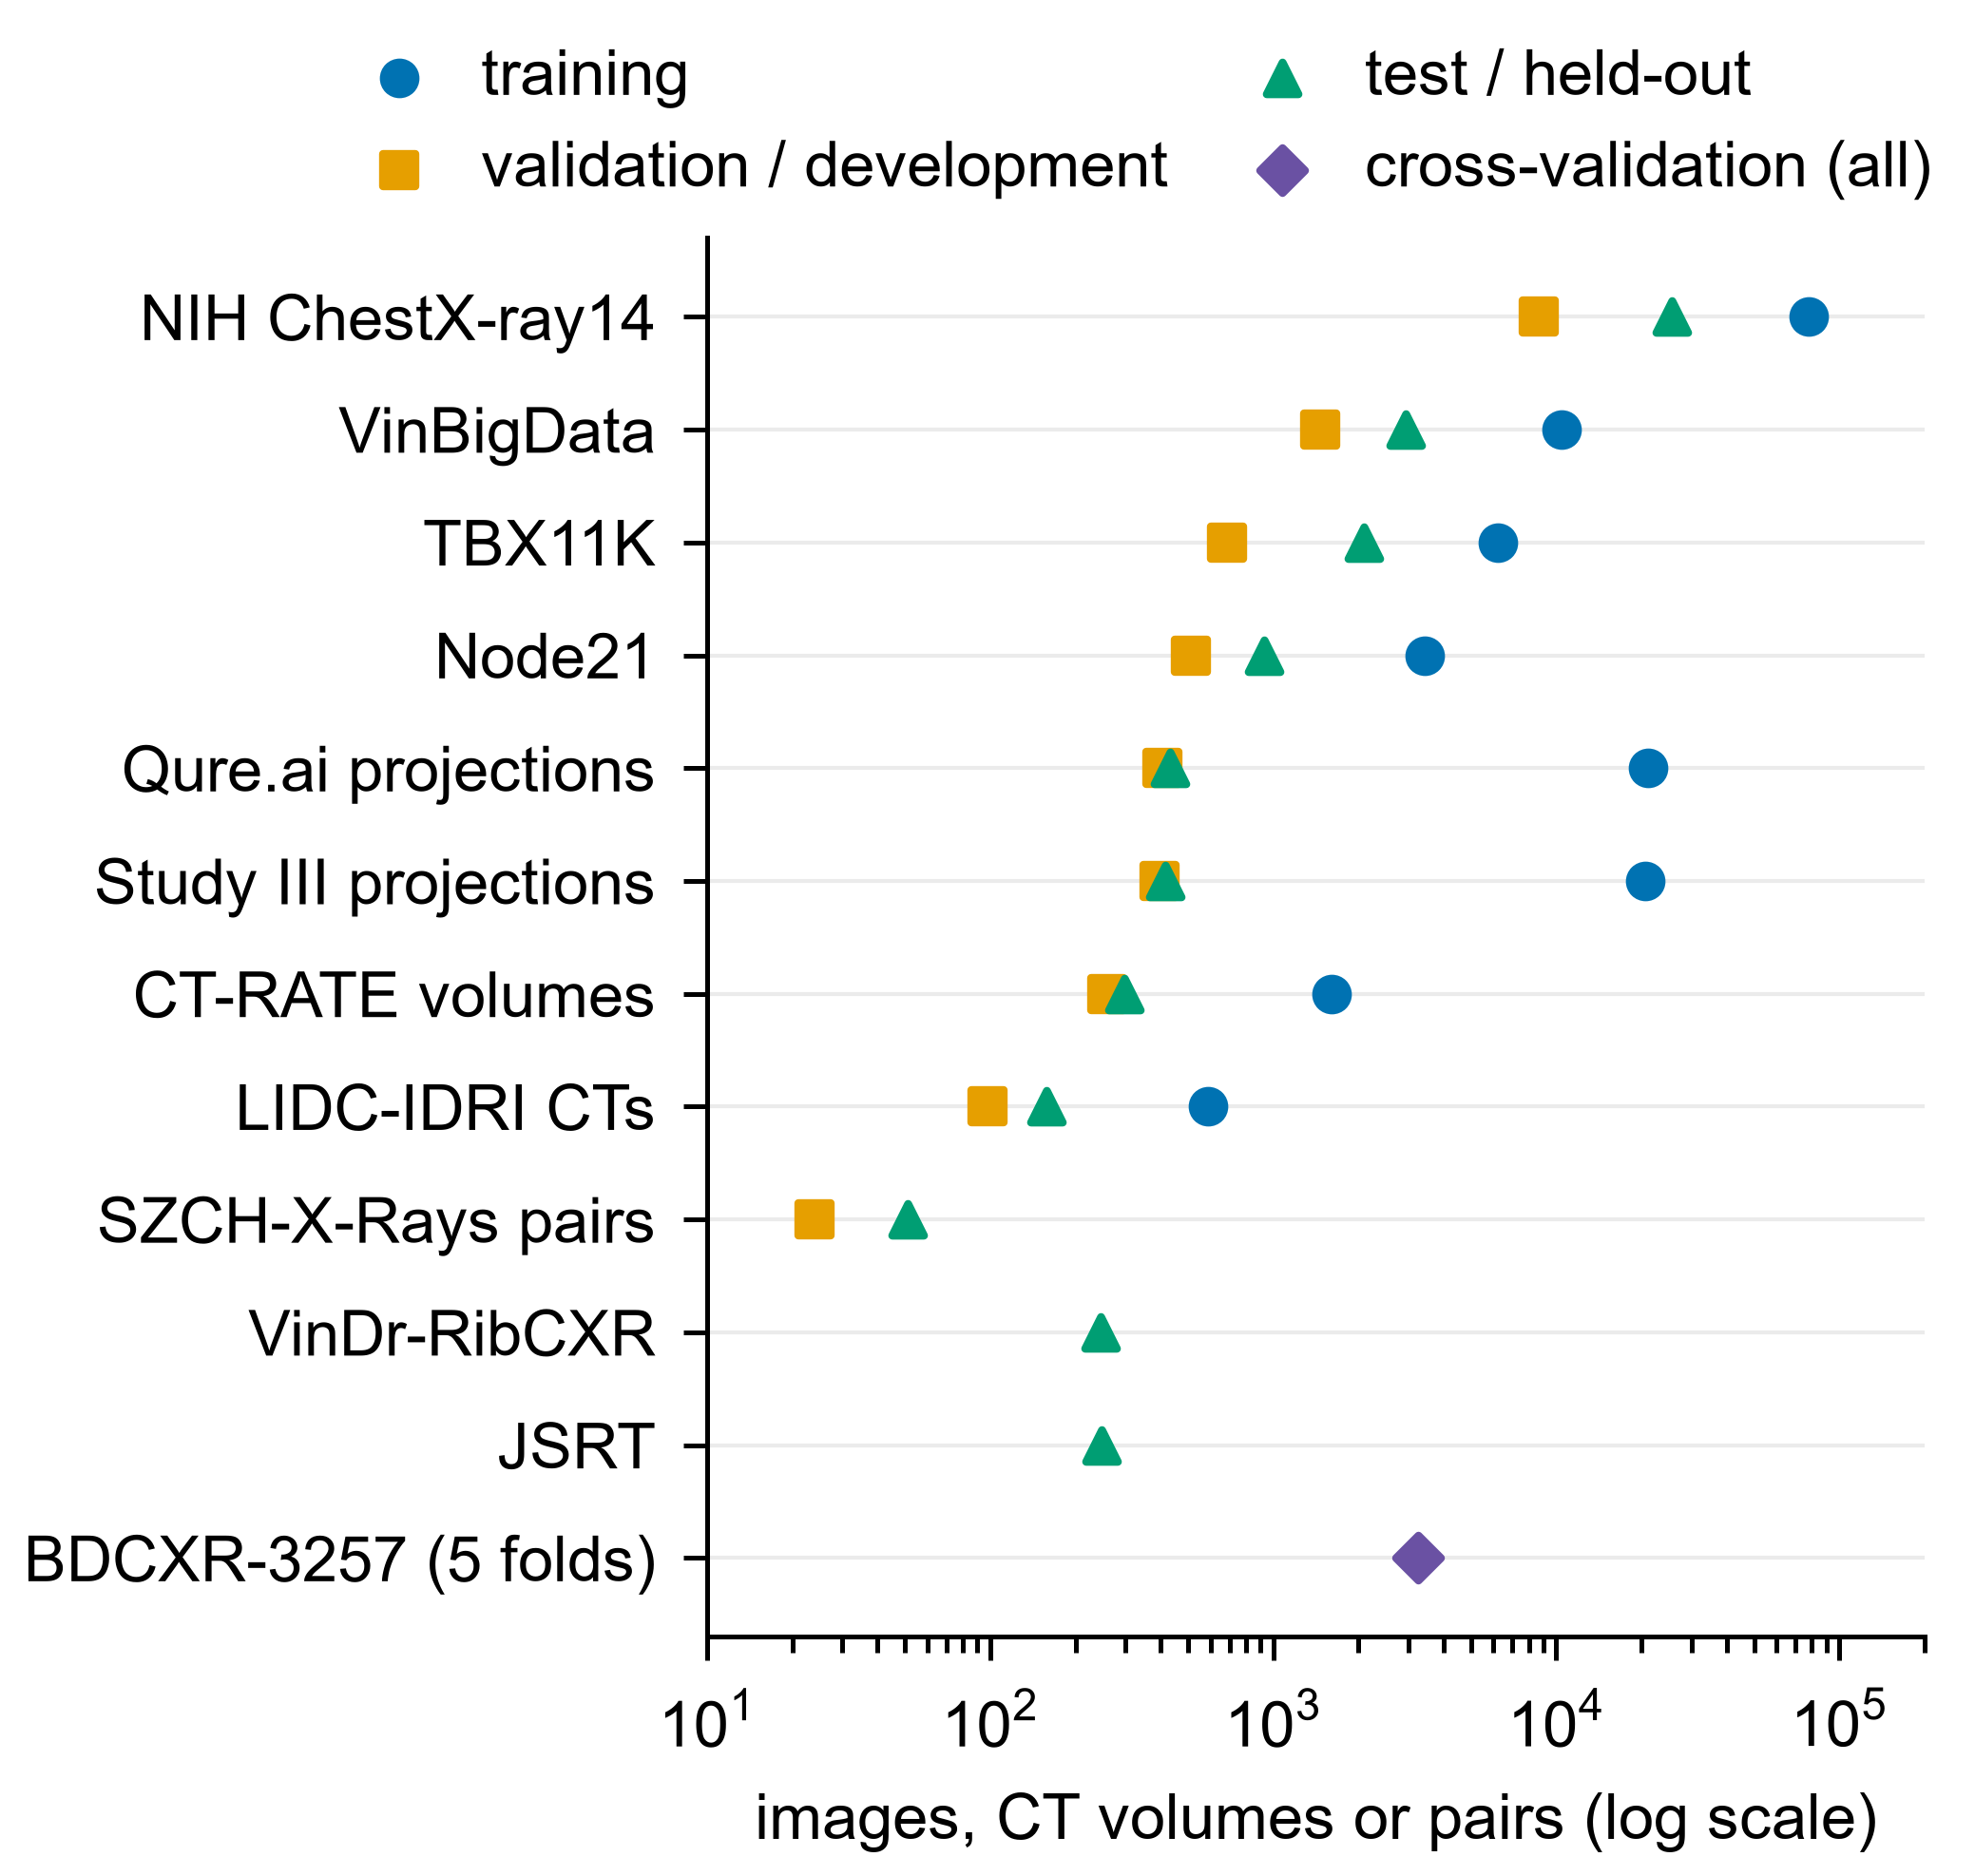 training
test / held-out
validation / development
cross-validation (all)
NIH ChestX-ray14
VinBigData
TBX11K
Node21
Qure.ai projections
Study III projections
CT-RATE volumes
LIDC-IDRI CTs
SZCH-X-Rays pairs
VinDr-RibCXR
JSRT
BDCXR-3257 (5 folds)
10¹ 10² 10³ 10⁴ 10⁵
images, CT volumes or pairs (log scale)